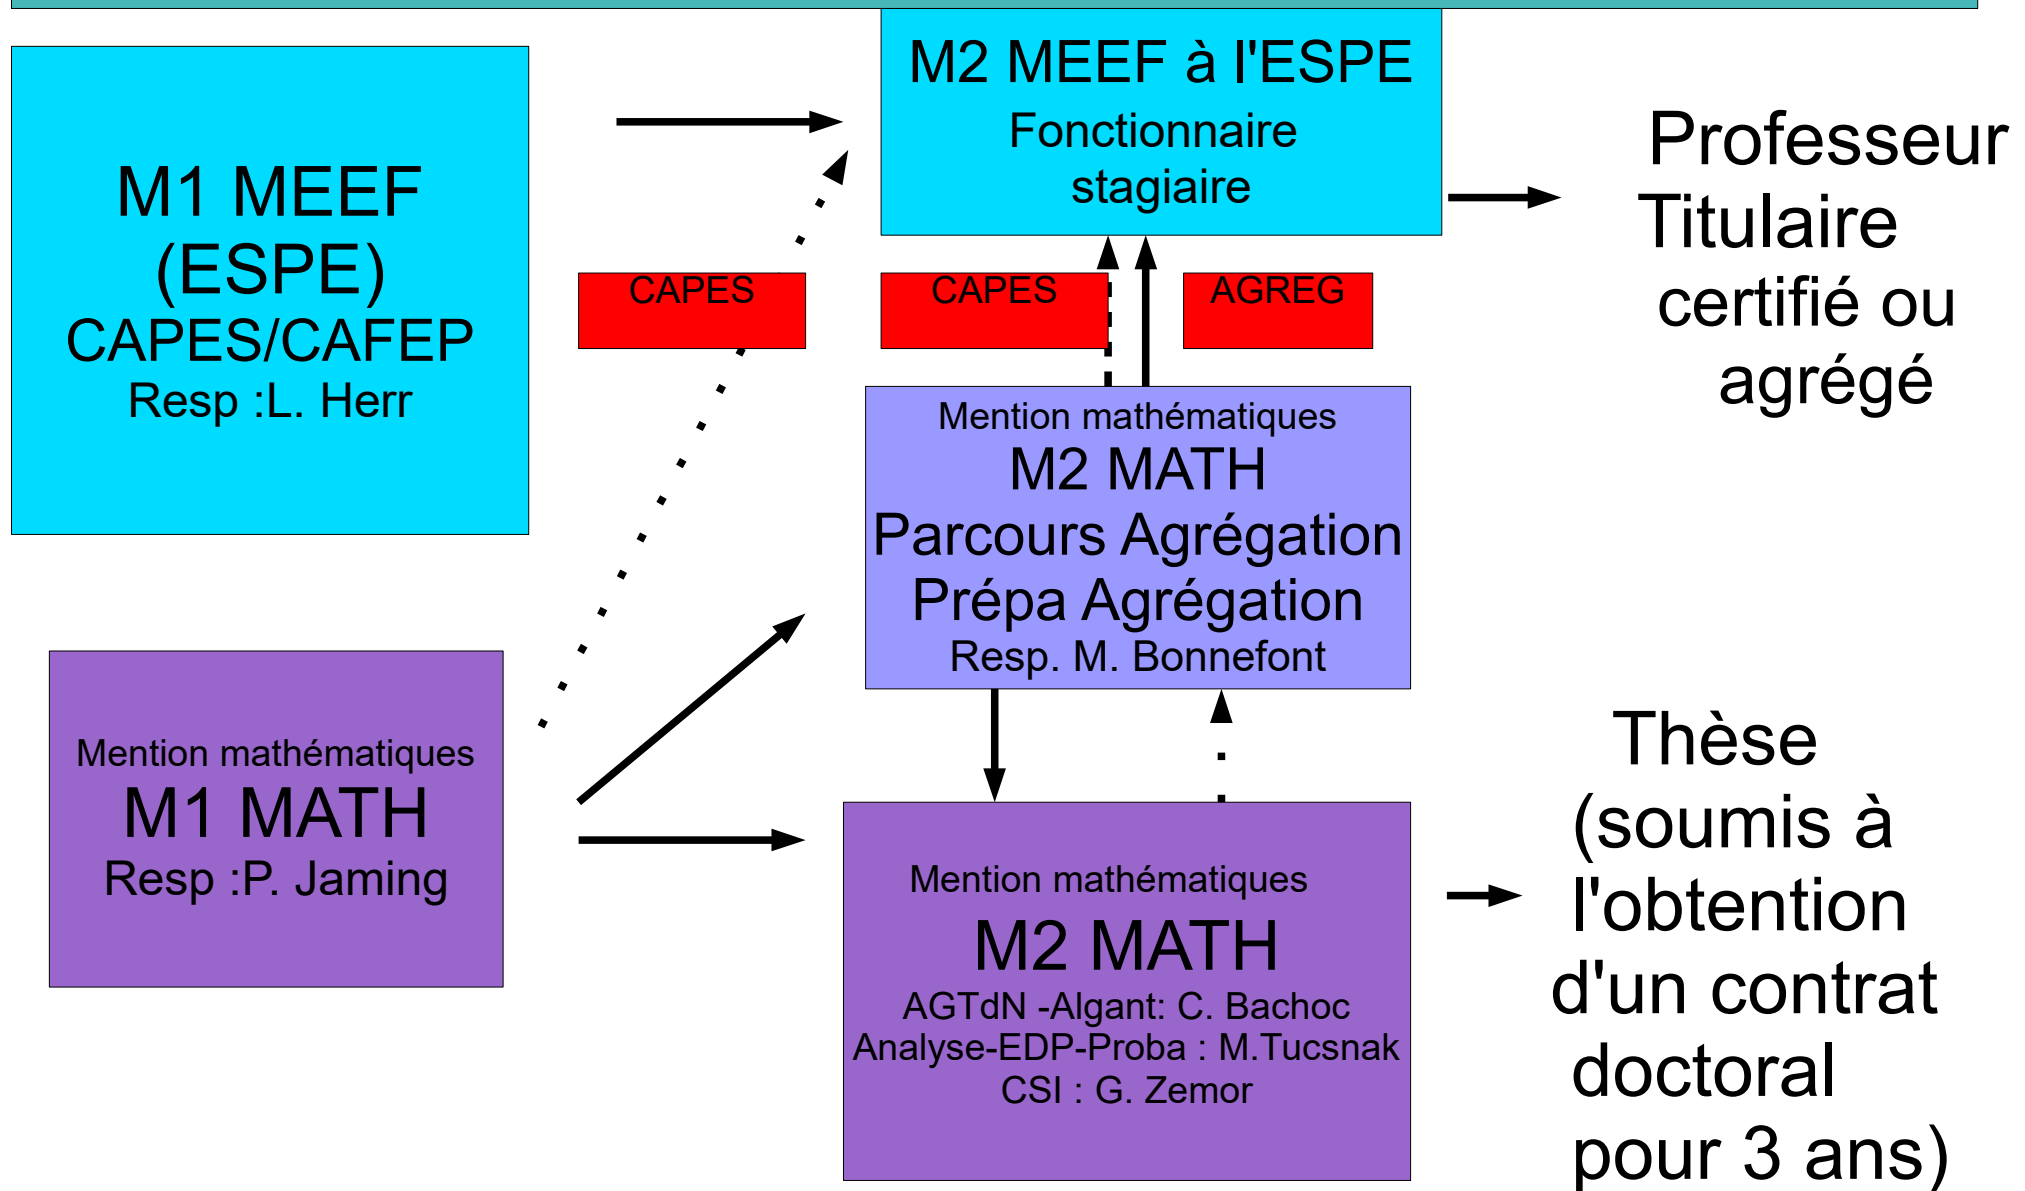 M2 MEEF à l'ESPE
Fonctionnaire
stagiaire
M1 MEEF
(ESPE)
CAPES/CAFEP
Resp :L. Herr
Professeur
Titulaire
certifié ou
agrégé
CAPES
CAPES
AGREG
Mention mathématiques
M2 MATH
Parcours Agrégation
Prépa Agrégation
Resp. M. Bonnefont
Mention mathématiques
M1 MATH
Resp :P. Jaming
Mention mathématiques
M2 MATH
AGTdN -Algant: C. Bachoc
Analyse-EDP-Proba : M.Tucsnak
CSI : G. Zemor
Thèse
(soumis à
l'obtention
d'un contrat
doctoral
pour 3 ans)